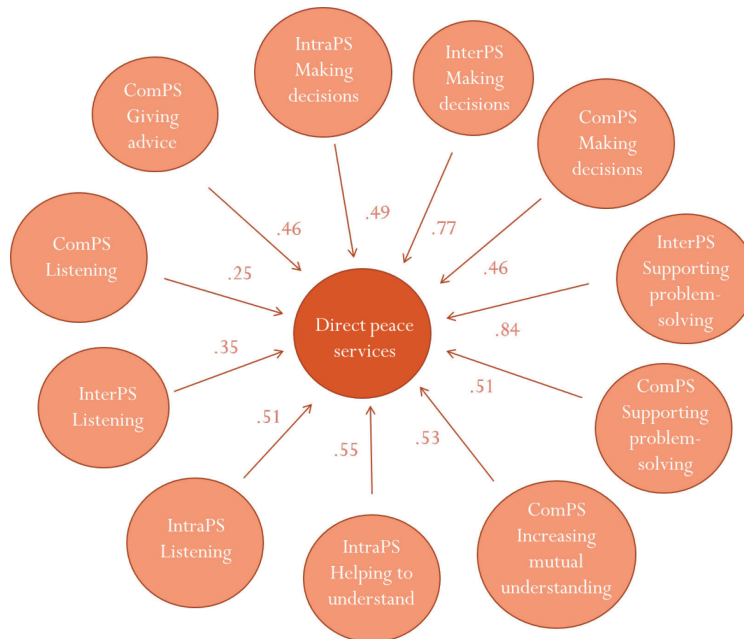 IntraPS
Making
decisions
InterPS
Making
decisions
ComPS
Giving
advice
ComPS
Making
decisions
.46
.49
.77
.46
ComPS
Listening
.25
InterPS
Supporting
problem-
solving
Direct peace
services
.84
.35
InterPS
Listening
.51
ComPS
Supporting
problem-
solving
.51
.55
.53
IntraPS
Listening
IntraPS
Helping to
understand
ComPS
Increasing
mutual
understanding